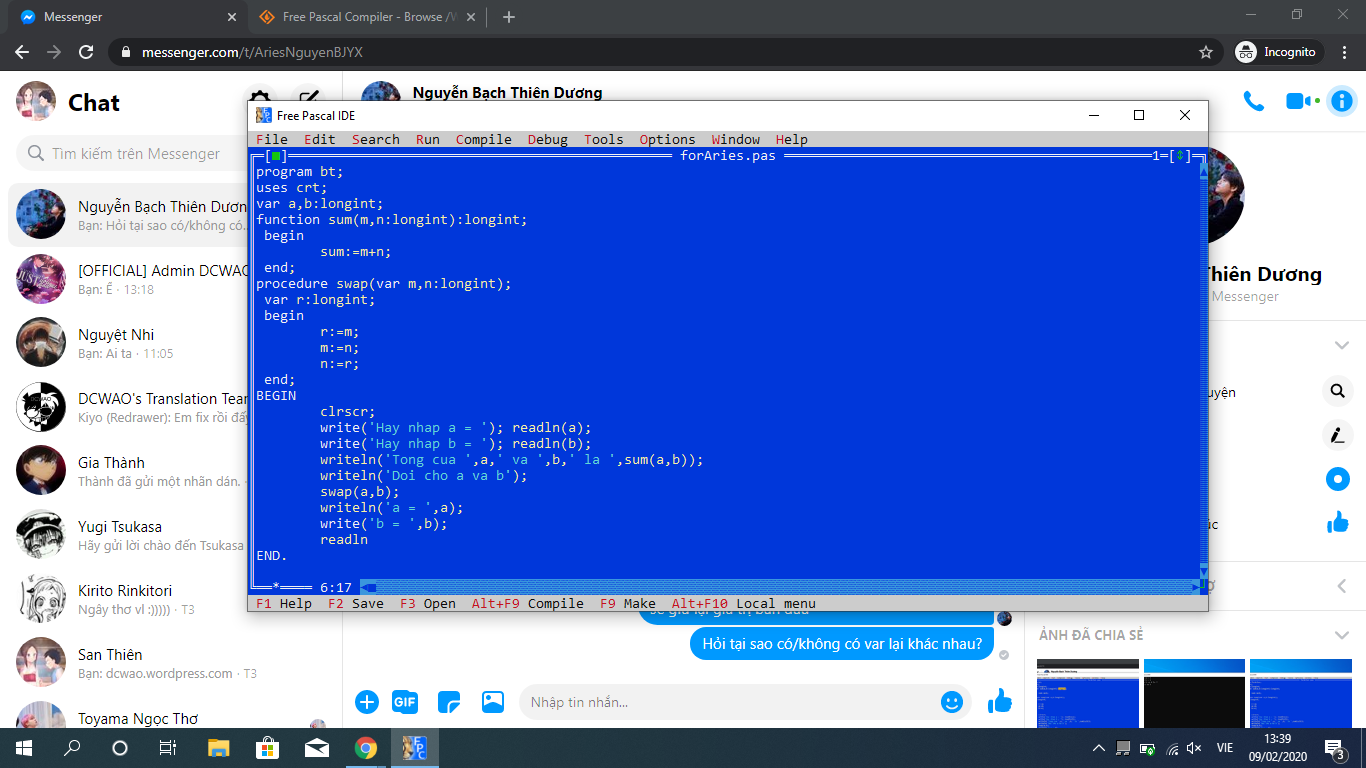 Messenger
Free Pascal Compiler - Browse /W
messenger.com/t/AriesNguyenBJYX
Incognito
Chat
Nguyễn Bạch Thiên Dương
Tìm kiếm trên Messenger
Nguyễn Bạch Thiên Dươn
Bạn: Hỏi tại sao có/không có...
[OFFICIAL] Admin DCWAO
Bạn: Ể · 13:18
Nguyệt Nhi
Bạn: Ai ta · 11:05
DCWAO's Translation Tear
Kiyo (Redrawer): Em fix rồi đấy
Gia Thành
Thành đã gửi một nhãn dán. ·
Yugi Tsukasa
Hãy gửi lời chào đến Tsukasa
Kirito Rinkitori
Ngây thơ vl :))))) · T3
San Thiên
Bạn: dcwao.wordpress.com · T3
Toyama Ngọc Thơ
Free Pascal IDE
File Edit Search Run Compile Debug Tools Options Window Help
forAries.pas 1=[↕]
program bt;
uses crt;
var a,b:longint;
function sum(m,n:longint):longint;
begin
sum:=m+n;
end;
procedure swap(var m,n:longint);
var r:longint;
begin
r:=m;
m:=n;
n:=r;
end;
BEGIN
clrscr;
write('Hay nhap a = '); readln(a);
write('Hay nhap b = '); readln(b);
writeln('Tong cua ',a,' va ',b,' la ',sum(a,b));
writeln('Doi cho a va b');
swap(a,b);
writeln('a = ',a);
write('b = ',b);
readln
END.
* 6:17
F1 Help F2 Save F3 Open Alt+F9 Compile F9 Make Alt+F10 Local menu
Hỏi tại sao có/không có var lại khác nhau?
GIF
Nhập tin nhắn...
Thiên Dương
Messenger
uyện
ẢNH ĐÃ CHIA SẺ
VIE
13:39
09/02/2020
3